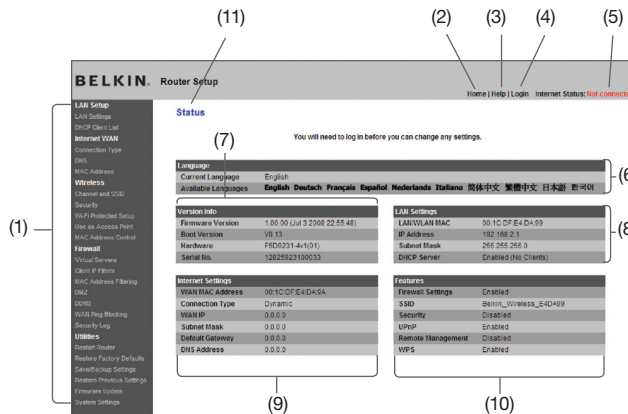 (11) (2) (3) (4) (5)
BELKIN. Router Setup
Home | Help | Login Internet Status: Not connecte
Status
(7)
You will need to log in before you can change any settings.
(1)
LAN Setup
LAN Settings
DHCP Client List
Internet WAN
Connection Type
DNS
MAC Address
Wireless
Channel and SSID
Security
Wi-Fi Protected Setup
Use as Access Point
MAC Address Control
Firewall
Virtual Servers
Client IP Filters
MAC Address Filtering
DMZ
DDNS
WAN Ping Blocking
Security Log
Utilities
Restart Router
Restore Factory Defaults
Save/Backup Settings
Restore Previous Settings
Firmware Update
System Settings
Language
Current Language English
Available Languages English Deutsch Français Español Nederlands Italiano 简体中文 繁體中文 日本語 한국어
(6
Version Info
Firmware Version 1.00.00 (Jul 3 2008 22:55:48)
Boot Version V0.13
Hardware F5D9231-4v1(01)
Serial No. 12825923100033
LAN Settings
LAN/WLAN MAC 00:1C:DF:E4:DA:99
IP Address 192.168.2.1
Subnet Mask 255.255.255.0
DHCP Server Enabled (No Clients)
(8
Internet Settings
WAN MAC Address 00:1C:DF:E4:DA:9A
Connection Type Dynamic
WAN IP 0.0.0.0
Subnet Mask 0.0.0.0
Default Gateway 0.0.0.0
DNS Address 0.0.0.0
Features
Firewall Settings Enabled
SSID Belkin_Wireless_E4DA99
Security Disabled
UPnP Enabled
Remote Management Disabled
WPS Enabled
(9) (10)